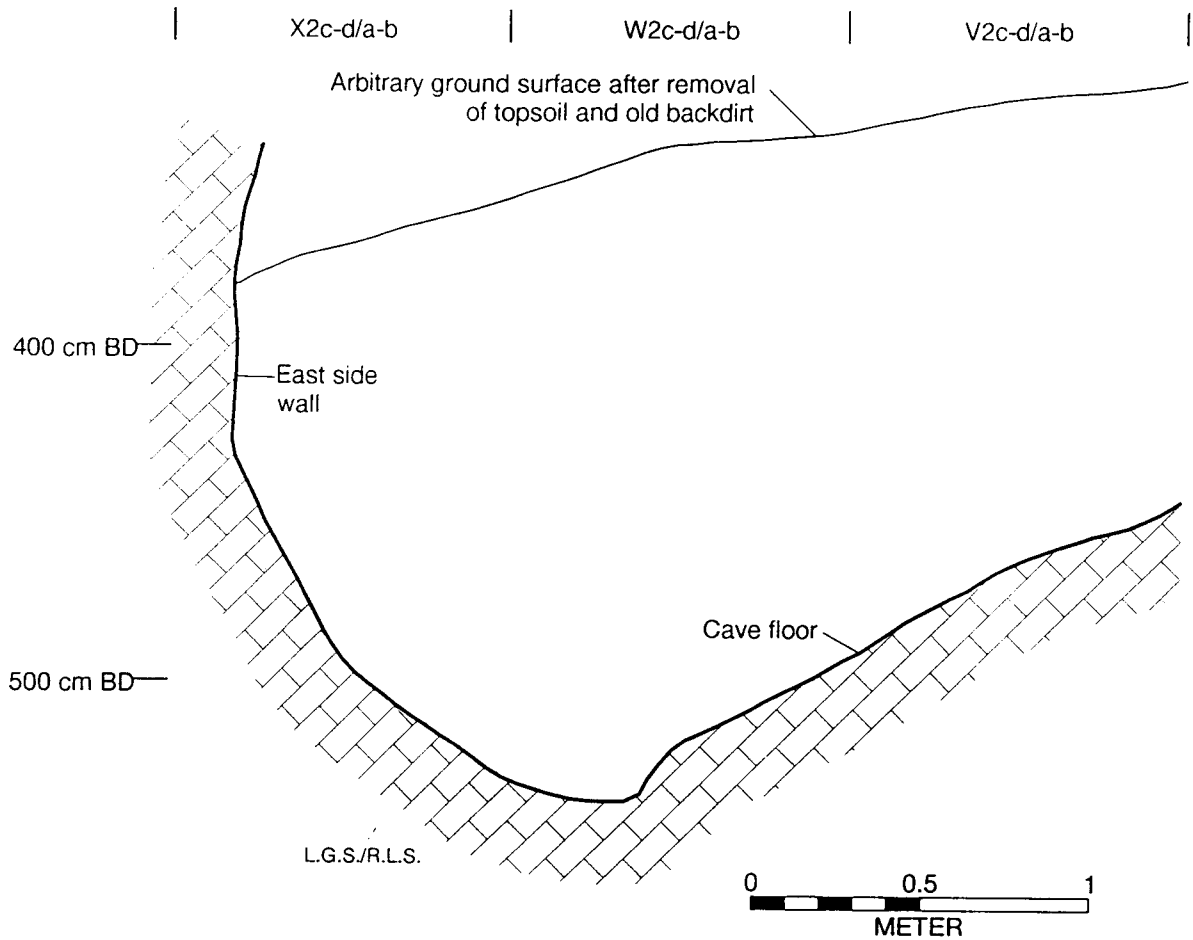 X2c-d/a-b
W2c-d/a-b
V2c-d/a-b
Arbitrary ground surface after removal
of topsoil and old backdirt
400 cm BD
East side
wall
Cave floor
500 cm BD
L.G.S./R.L.S.
0 0.5 1
METER